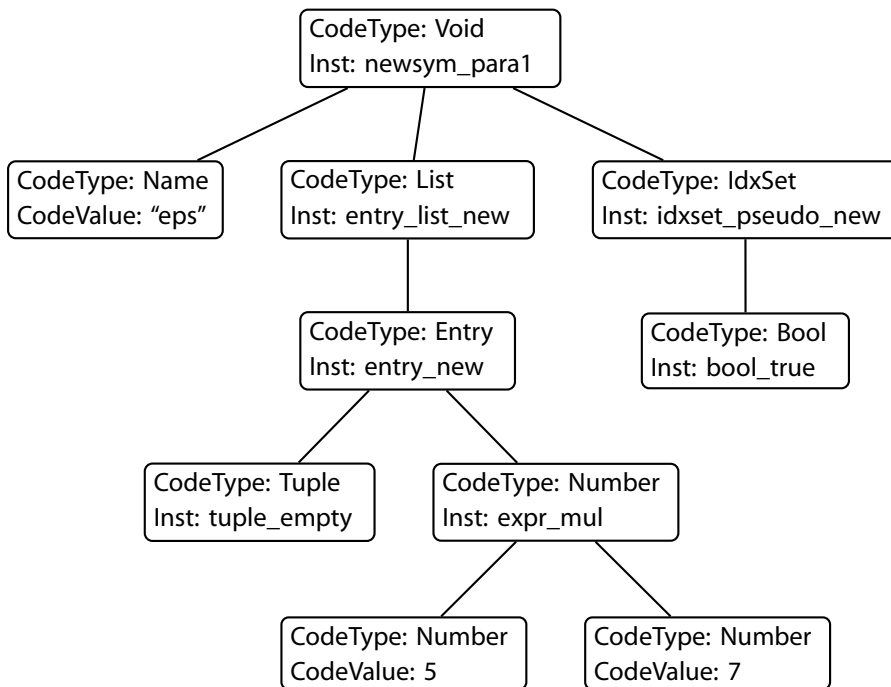 CodeType: Void
Inst: newsym_para1
CodeType: Name
CodeValue: “eps”
CodeType: List
Inst: entry_list_new
CodeType: IdxSet
Inst: idxset_pseudo_new
CodeType: Entry
Inst: entry_new
CodeType: Bool
Inst: bool_true
CodeType: Tuple
Inst: tuple_empty
CodeType: Number
Inst: expr_mul
CodeType: Number
CodeValue: 5
CodeType: Number
CodeValue: 7